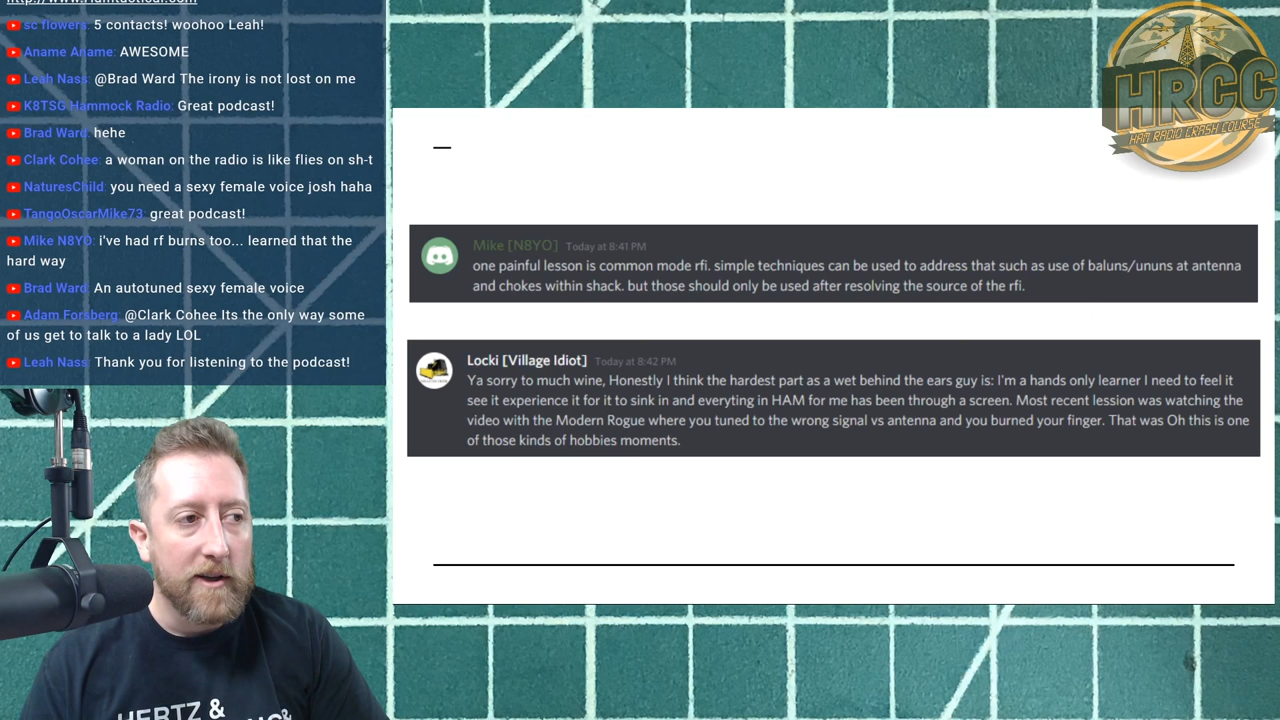 http://www.Hamtactical.com
sc flowers: 5 contacts! woohoo Leah!
Aname Aname: AWESOME
Leah Nass: @Brad Ward The irony is not lost on me
K8TSG Hammock Radio: Great podcast!
Brad Ward: hehe
Clark Cohee: a woman on the radio is like flies on sh-t
NaturesChild: you need a sexy female voice josh haha
TangoOscarMike73: great podcast!
Mike N8YO: i've had rf burns too... learned that the
hard way
Brad Ward: An autotuned sexy female voice
Adam Forsberg: @Clark Cohee Its the only way some
of us get to talk to a lady LOL
Leah Nass: Thank you for listening to the podcast!
HRCC
HAM RADIO CRASH COURSE
Mike [N8YO] Today at 8:41 PM
one painful lesson is common mode rfi. simple techniques can be used to address that such as use of baluns/ununs at antenna
and chokes within shack. but those should only be used after resolving the source of the rfi.
Locki [Village Idiot] Today at 8:42 PM
Ya sorry to much wine, Honestly I think the hardest part as a wet behind the ears guy is: I'm a hands only learner I need to feel it
see it experience it for it to sink in and everyting in HAM for me has been through a screen. Most recent lession was watching the
video with the Modern Rogue where you tuned to the wrong signal vs antenna and you burned your finger. That was Oh this is one
of those kinds of hobbies moments.
HERTZ &